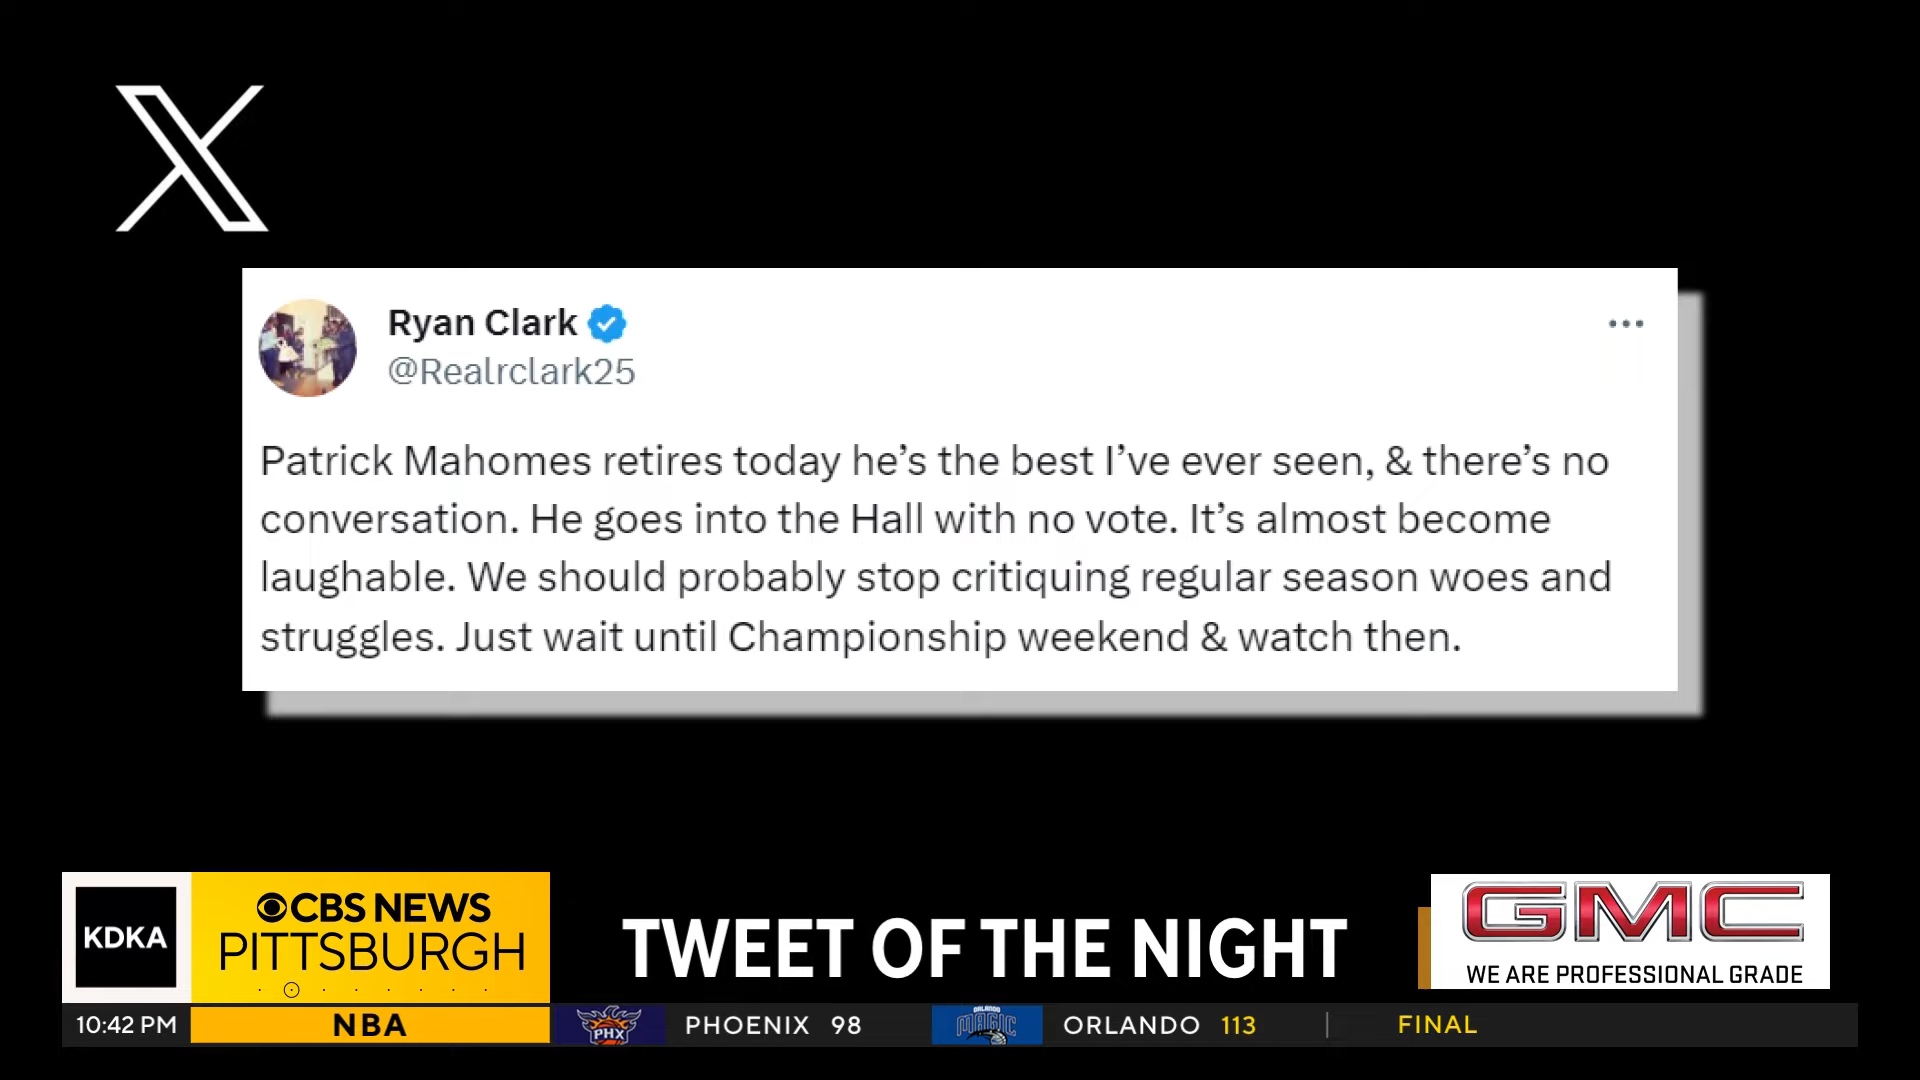 Ryan Clark
@Realrclark25
Patrick Mahomes retires today he’s the best I’ve ever seen, & there’s no
conversation. He goes into the Hall with no vote. It’s almost become
laughable. We should probably stop critiquing regular season woes and
struggles. Just wait until Championship weekend & watch then.
KDKA
CBS NEWS
PITTSBURGH
TWEET OF THE NIGHT
GMC
WE ARE PROFESSIONAL GRADE
10:42 PM
NBA
PHX
PHOENIX 98
ORLANDO
MAGIC
ORLANDO 113
FINAL